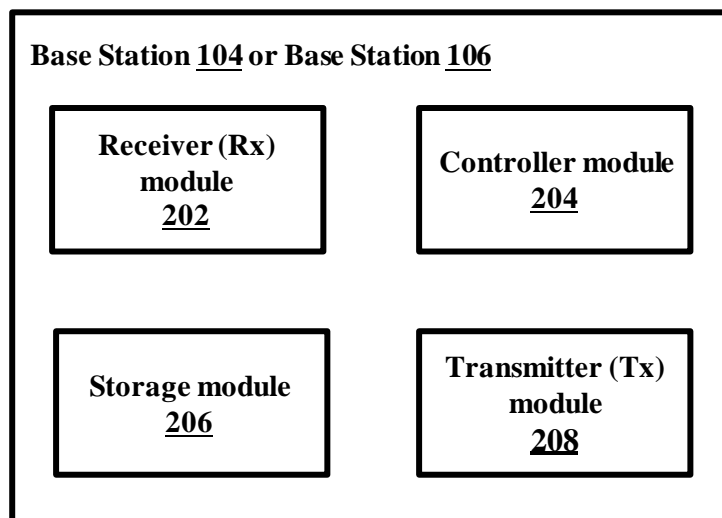 Base Station 104 or Base Station 106
Receiver (Rx)
module
202
Controller module
204
Storage module
206
Transmitter (Tx)
module
208